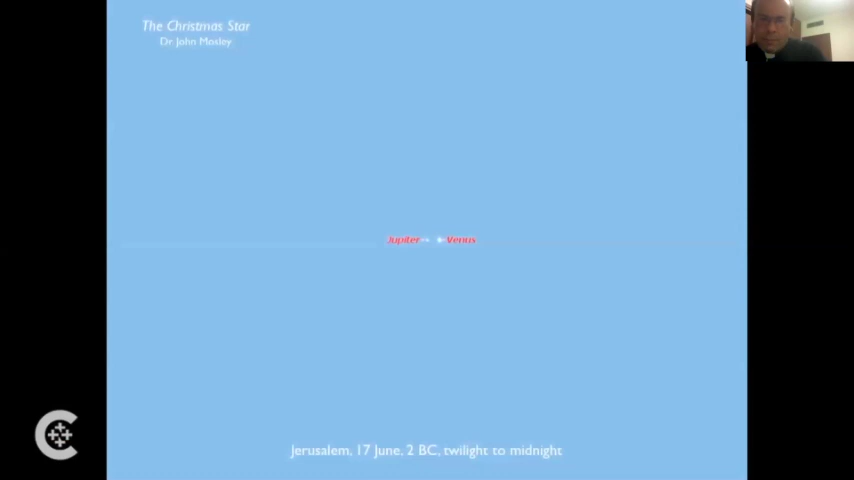 The Christmas Star
Dr John Mosley
Jupiter
Venus
Jerusalem, 17 June, 2 BC, twilight to midnight